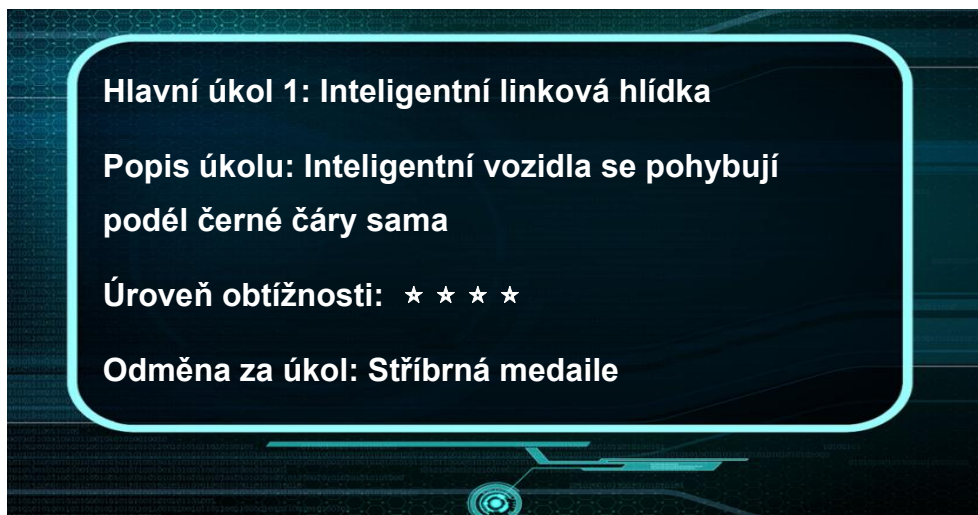 Hlavní úkol 1: Inteligentní linková hlídka
Popis úkolu: Inteligentní vozidla se pohybují
podél černé čáry sama
Úroveň obtížnosti: ★ ★ ★ ★
Odměna za úkol: Stříbrná medaile